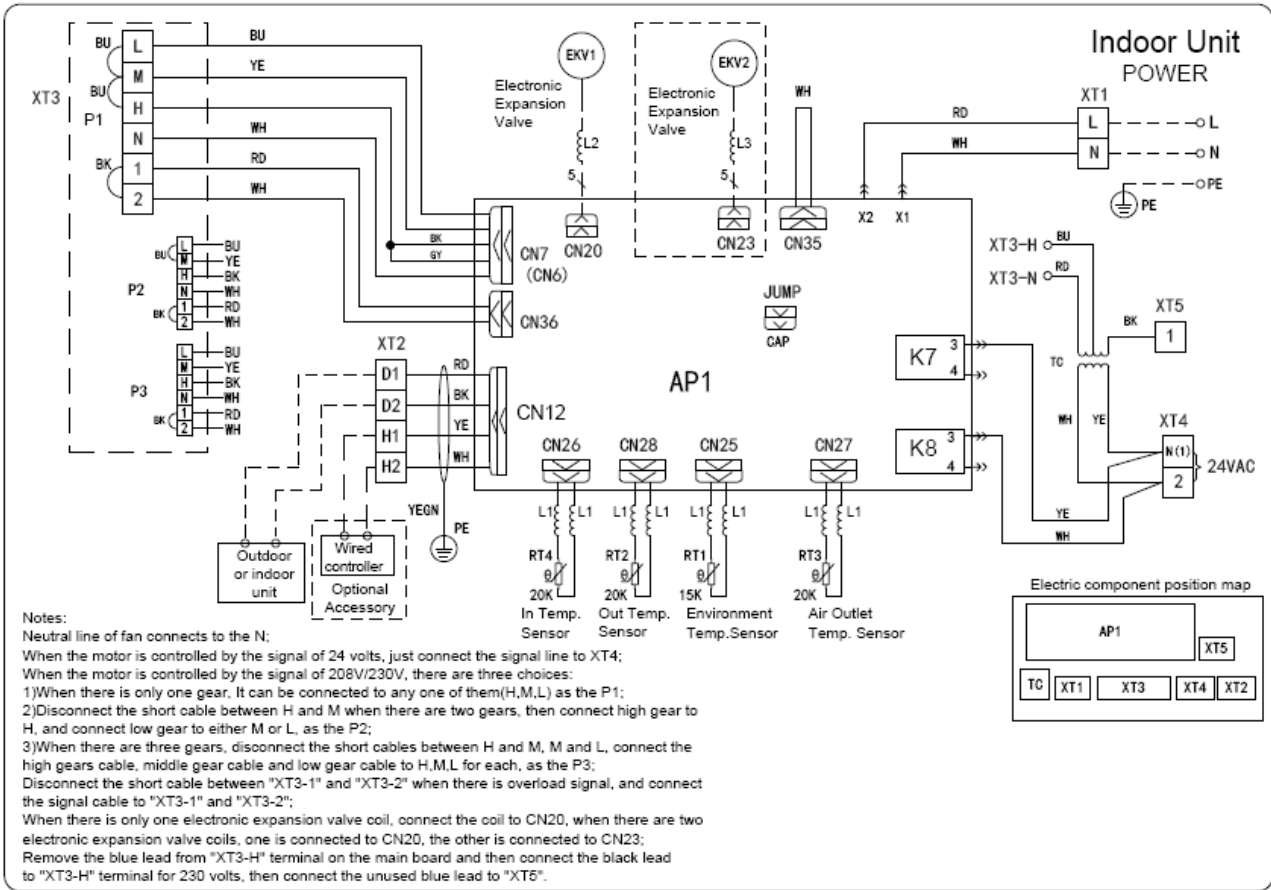 Indoor Unit
POWER
XT3
P1
BU
BU
BK
L
M
H
N
1
2
BU
YE
WH
RD
WH
BK
GY
CN7
(CN6)
CN36
EKV1
Electronic
Expansion
Valve
L2
5
CN20
EKV2
Electronic
Expansion
Valve
L3
5
CN23
WH
CN35
RD
WH
X2
X1
XT1
L
N
L
N
PE
PE
P2
BU
BK
L
M
H
N
1
2
BU
YE
BK
WH
RD
WH
P3
BK
L
M
H
N
1
2
BU
YE
BK
WH
RD
WH
XT2
D1
D2
H1
H2
RD
BK
YE
WH
CN12
YEGN
PE
Outdoor
or indoor
unit
Wired
controller
Optional
Accessory
JUMP
CAP
AP1
K7
3
4
K8
3
4
XT3-H
BU
XT3-N
RD
BK
XT5
1
TC
WH
YE
XT4
N(1)
2
24VAC
YE
WH
CN26
CN28
CN25
CN27
L1
L1
L1
L1
L1
L1
L1
L1
RT4
θ
20K
In Temp.
Sensor
RT2
θ
20K
Out Temp.
Sensor
RT1
θ
15K
Environment
Temp.Sensor
RT3
θ
20K
Air Outlet
Temp. Sensor
Electric component position map
AP1
XT5
TC
XT1
XT3
XT4
XT2
Notes:
Neutral line of fan connects to the N;
When the motor is controlled by the signal of 24 volts, just connect the signal line to XT4;
When the motor is controlled by the signal of 208V/230V, there are three choices:
1)When there is only one gear, It can be connected to any one of them(H,M,L) as the P1;
2)Disconnect the short cable between H and M when there are two gears, then connect high gear to
H, and connect low gear to either M or L, as the P2;
3)When there are three gears, disconnect the short cables between H and M, M and L, connect the
high gears cable, middle gear cable and low gear cable to H,M,L for each, as the P3;
Disconnect the short cable between "XT3-1" and "XT3-2" when there is overload signal, and connect
the signal cable to "XT3-1" and "XT3-2";
When there is only one electronic expansion valve coil, connect the coil to CN20, when there are two
electronic expansion valve coils, one is connected to CN20, the other is connected to CN23;
Remove the blue lead from "XT3-H" terminal on the main board and then connect the black lead
to "XT3-H" terminal for 230 volts, then connect the unused blue lead to "XT5".